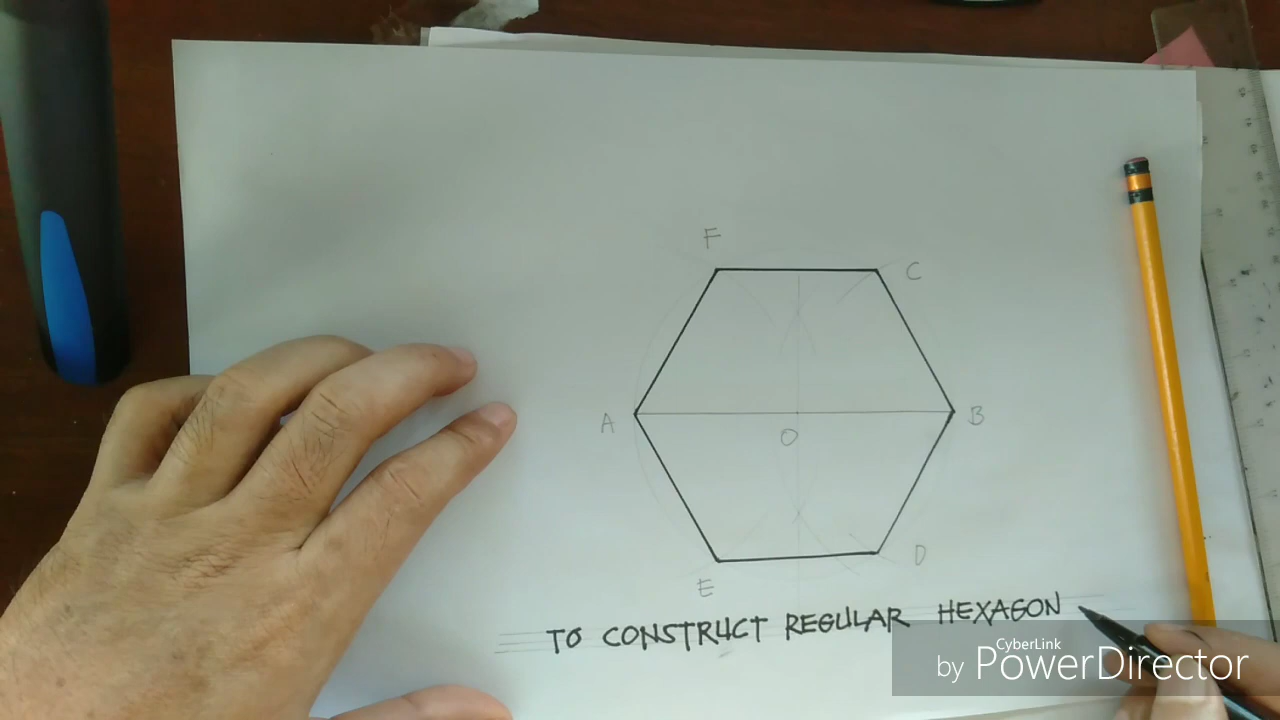 F
C
A
B
O
E
D
TO CONSTRUCT REGULAR HEXAGON
CyberLink
by PowerDirector